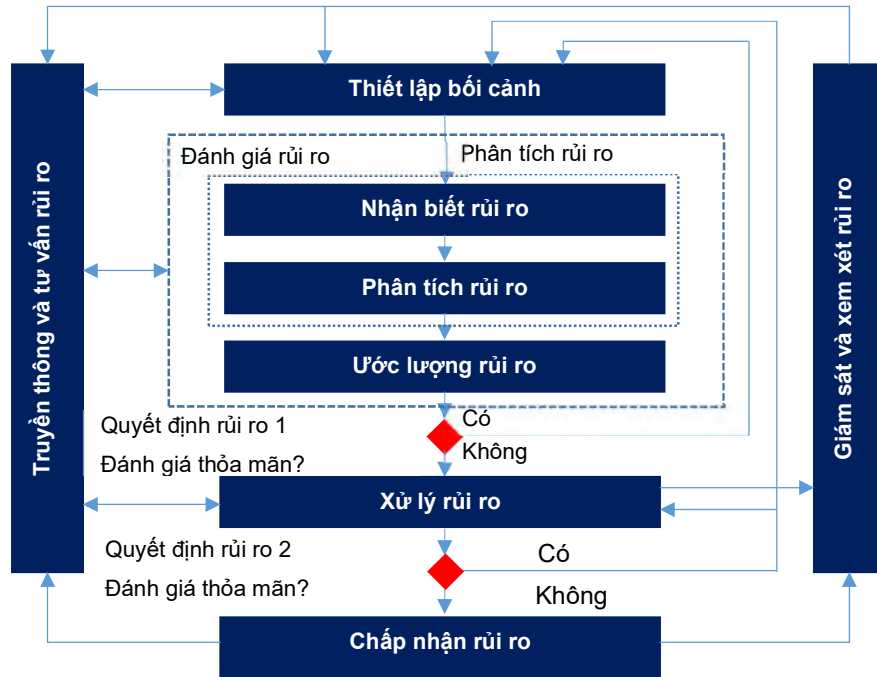 Thiết lập bối cảnh
Đánh giá rủi ro
Phân tích rủi ro
Nhận biết rủi ro
Phân tích rủi ro
Ước lượng rủi ro
Truyền thông và tư vấn rủi ro
Giám sát và xem xét rủi ro
Quyết định rủi ro 1
Có
Đánh giá thỏa mãn?
Không
Xử lý rủi ro
Quyết định rủi ro 2
Có
Đánh giá thỏa mãn?
Không
Chấp nhận rủi ro